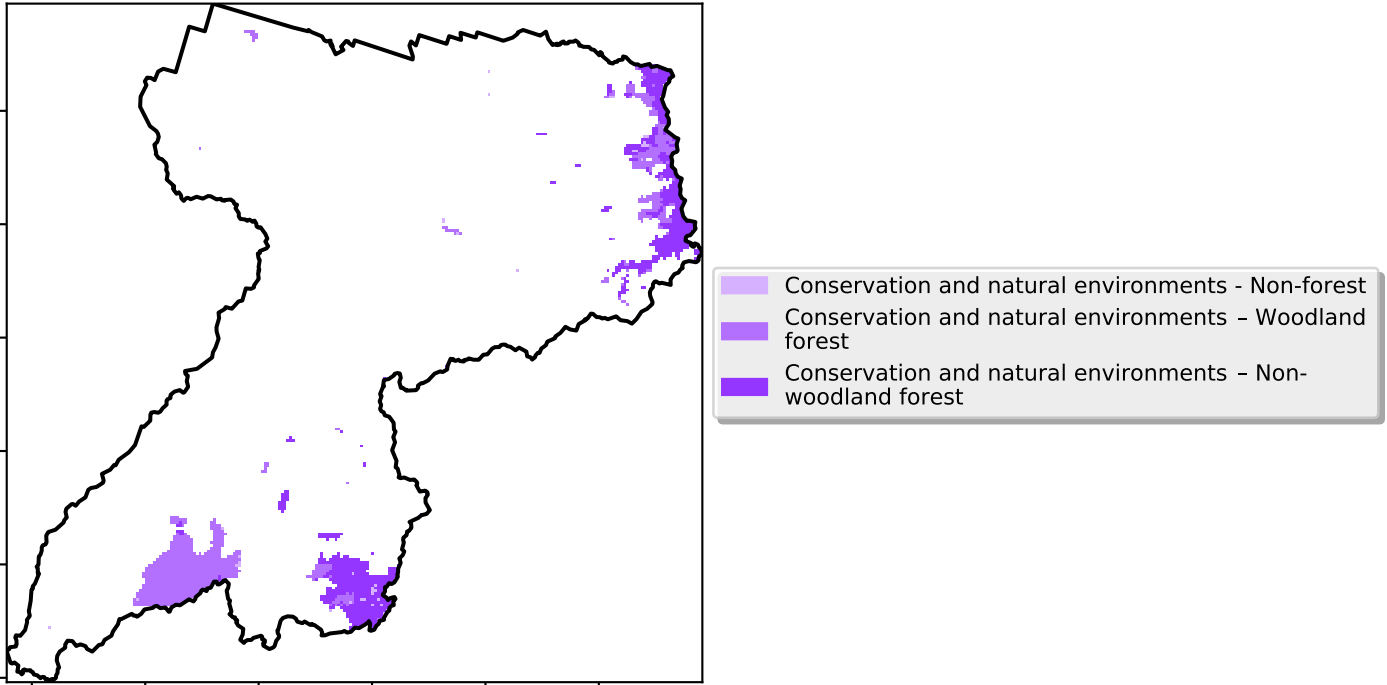 Conservation and natural environments - Non-forest
Conservation and natural environments – Woodland
forest
Conservation and natural environments – Non-
woodland forest